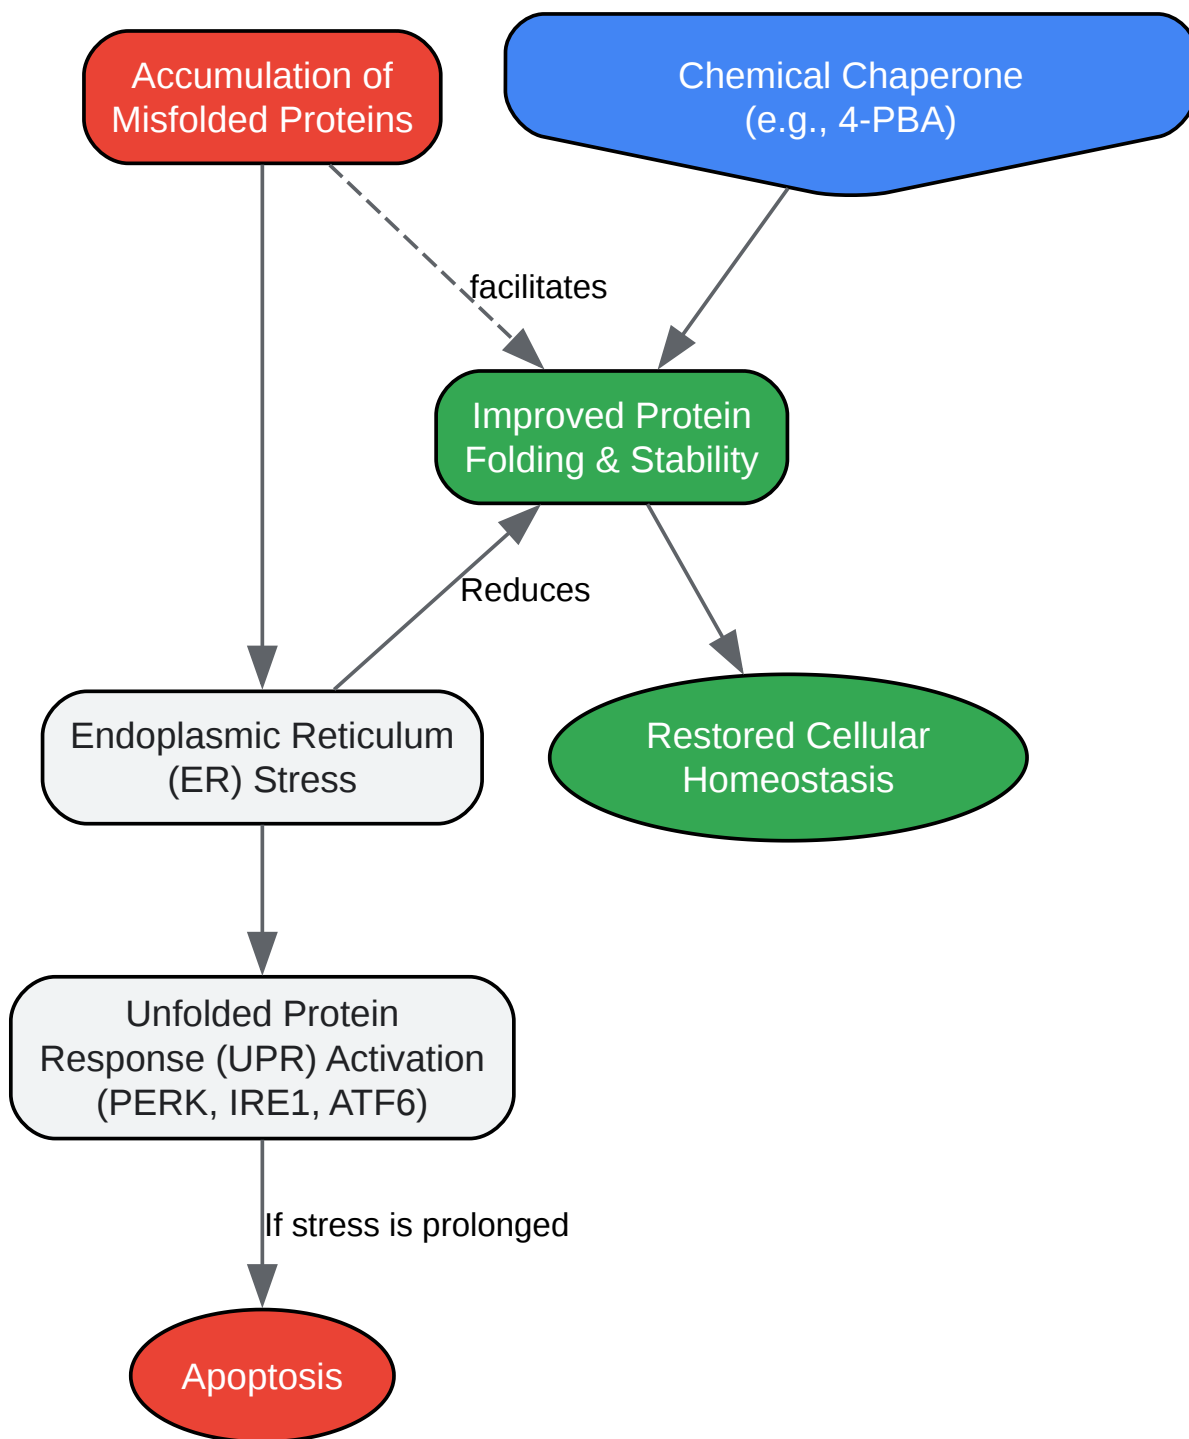 Accumulation of
Misfolded Proteins
Chemical Chaperone
(e.g., 4-PBA)
facilitates
Improved Protein
Folding & Stability
Reduces
Endoplasmic Reticulum
(ER) Stress
Restored Cellular
Homeostasis
Unfolded Protein
Response (UPR) Activation
(PERK, IRE1, ATF6)
If stress is prolonged
Apoptosis